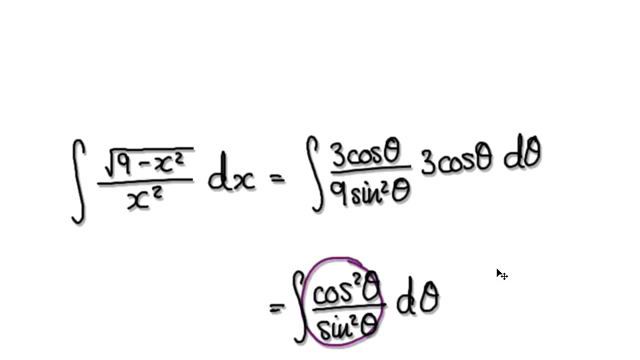 ∫ √(9-x²)/x² dx = ∫ 3cosθ/9sin²θ 3cosθ dθ
= ∫ cos²θ/sin²θ dθ